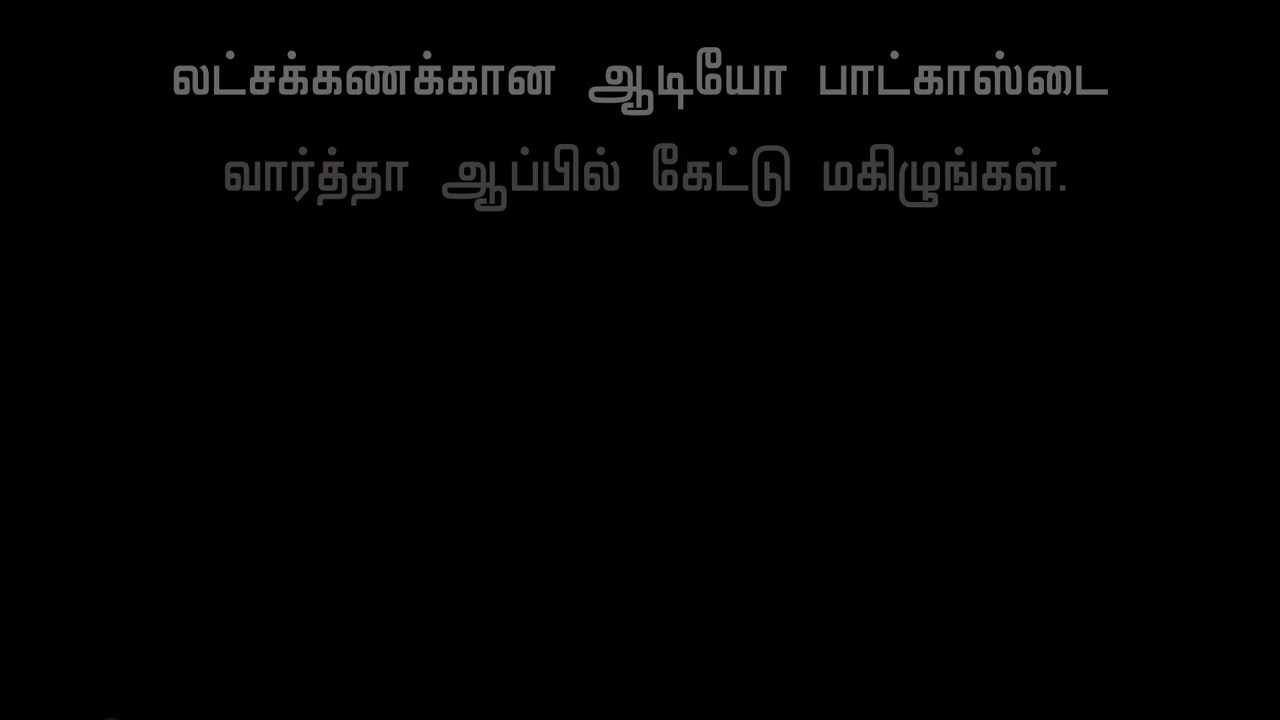 லட்சக்கணக்கான ஆடியோ பாட்காஸ்டை
வார்த்தா ஆப்பில் கேட்டு மகிழுங்கள்.